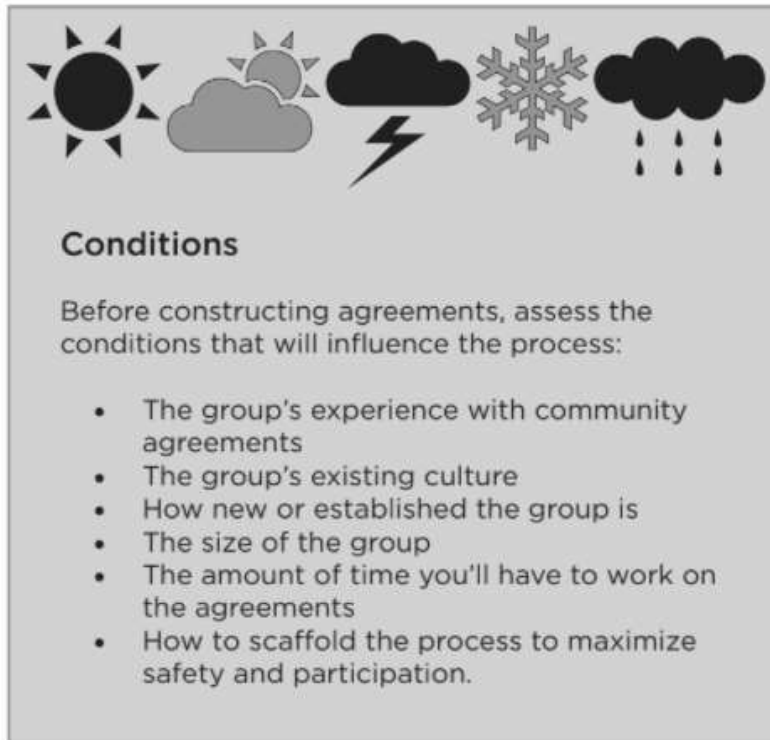 Conditions
Before constructing agreements, assess the
conditions that will influence the process:
• The group's experience with community
agreements
• The group's existing culture
• How new or established the group is
• The size of the group
• The amount of time you'll have to work on
the agreements
• How to scaffold the process to maximize
safety and participation.